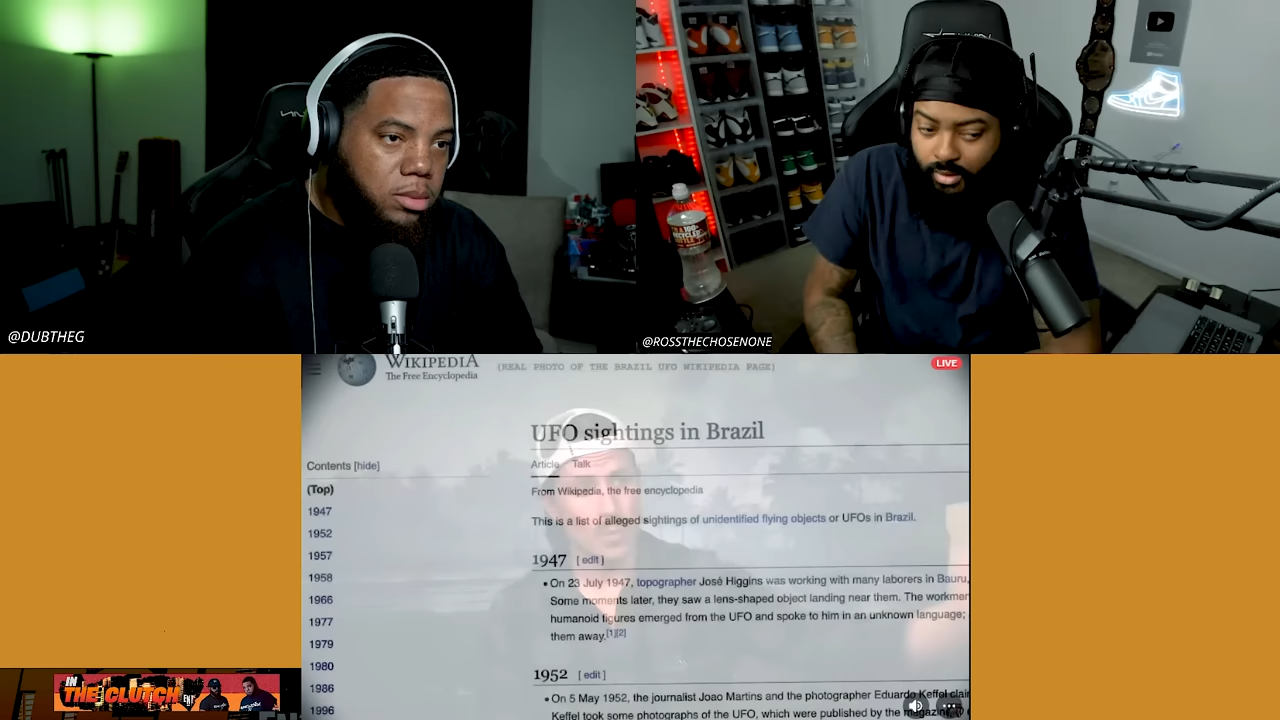 @DUBTHEG
@ROSSTHECHOSENONE
WIKIPEDIA
The Free Encyclopedia
(REAL PHOTO OF THE BRAZIL UFO WIKIPEDIA PAGE)
LIVE
UFO sightings in Brazil
Contents [hide]
Article Talk
(Top)
From Wikipedia, the free encyclopedia
1947
This is a list of alleged sightings of unidentified flying objects or UFOs in Brazil.
1952
1957
1947 [ edit ]
1958
• On 23 July 1947, topographer José Higgins was working with many laborers in Bauru,
1966
Some moments later, they saw a lens-shaped object landing near them. The workmen
1977
humanoid figures emerged from the UFO and spoke to him in an unknown language;
1979
them away.[1][2]
1980
1952 [ edit ]
1986
• On 5 May 1952, the journalist Joao Martins and the photographer Eduardo Keffel
1996
Keffel took some photographs of the UFO, which were published by the magazine,
IN
THE CLUTCH
ENT